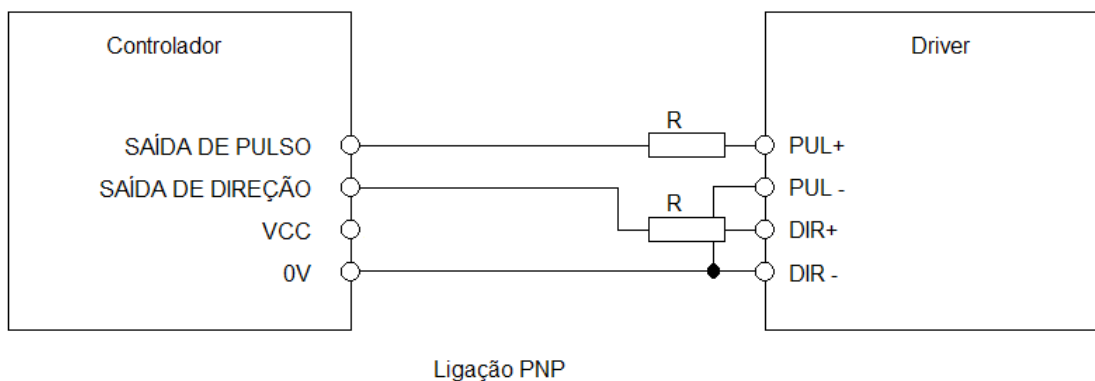 Controlador
Driver
R
SAÍDA DE PULSO
PUL+
SAÍDA DE DIREÇÃO
PUL -
R
VCC
DIR+
0V
DIR -
Ligação PNP